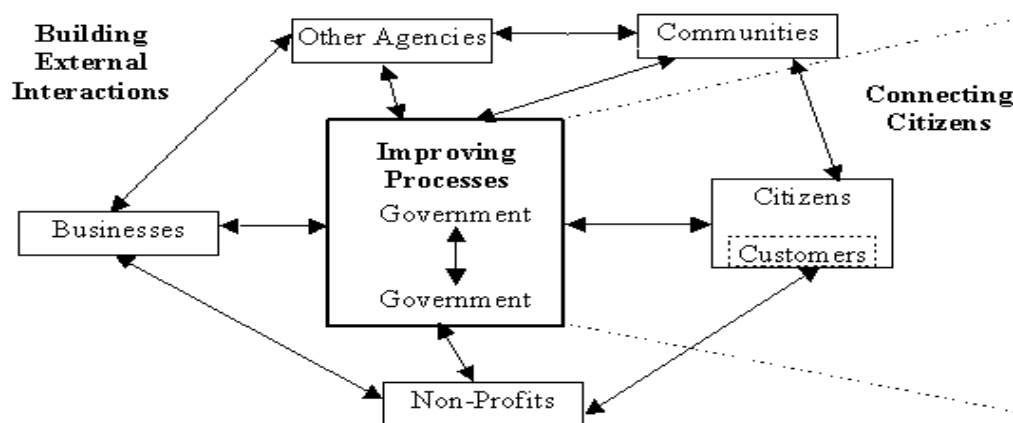 Building
External
Interactions
Other Agencies
Communities
Connecting
Citizens
Improving
Processes
Government
Government
Businesses
Citizens
Customers
Non-Profits